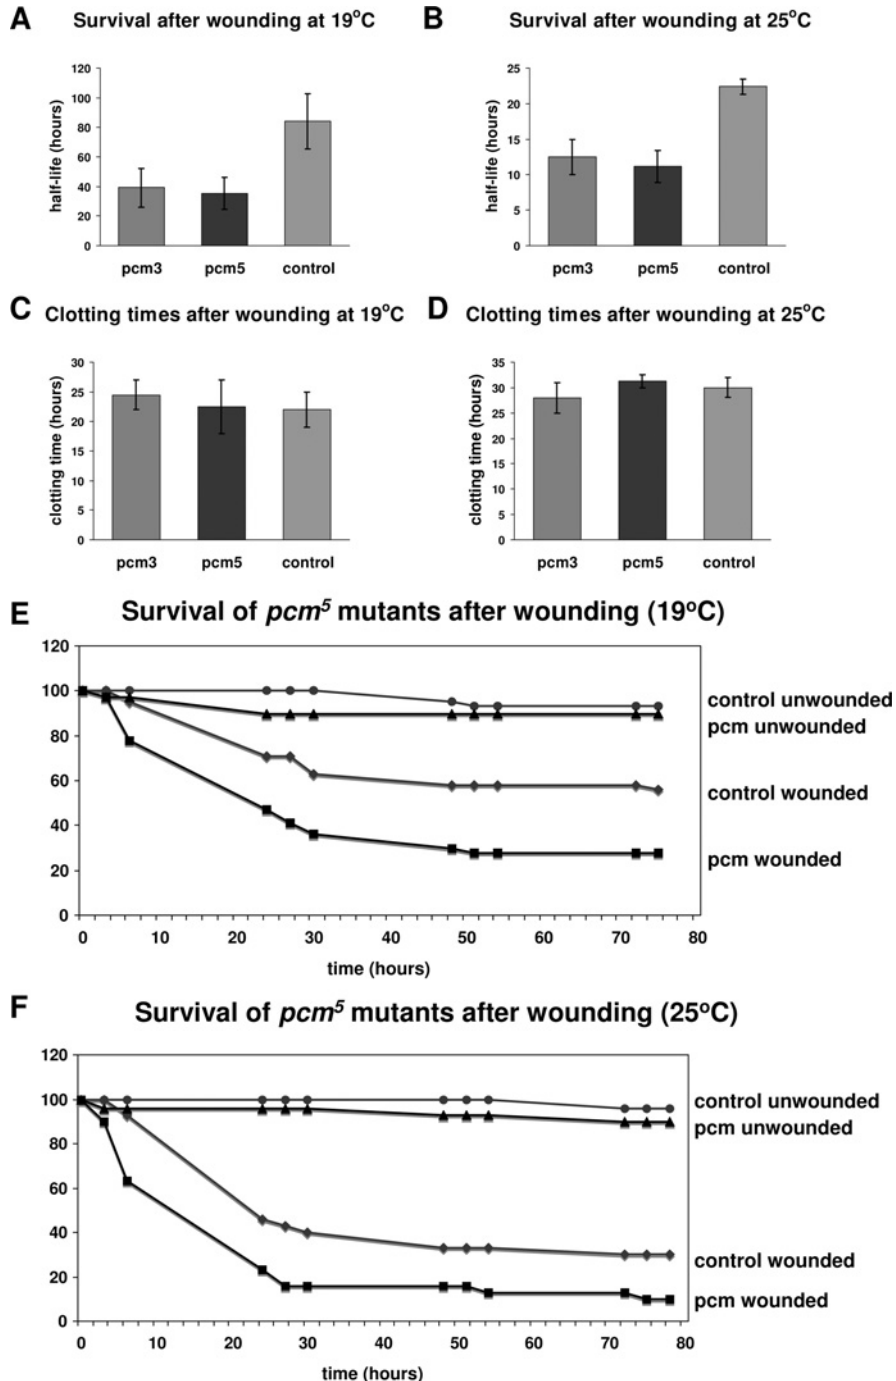 A Survival after wounding at 19°C
half-life (hours)
120
100
80
60
40
20
0
pcm3 pcm5 control
B Survival after wounding at 25°C
half-life (hours)
25
20
15
10
5
0
pcm3 pcm5 control
C Clotting times after wounding at 19°C
clotting time (hours)
30
25
20
15
10
5
0
pcm3 pcm5 control
D Clotting times after wounding at 25°C
clotting time (hours)
35
30
25
20
15
10
5
0
pcm3 pcm5 control
E Survival of pcm⁵ mutants after wounding (19°C)
120
100
80
60
40
20
0
0 10 20 30 40 50 60 70 80
time (hours)
control unwounded
pcm unwounded
control wounded
pcm wounded
F Survival of pcm⁵ mutants after wounding (25°C)
120
100
80
60
40
20
0
0 10 20 30 40 50 60 70 80
time (hours)
control unwounded
pcm unwounded
control wounded
pcm wounded